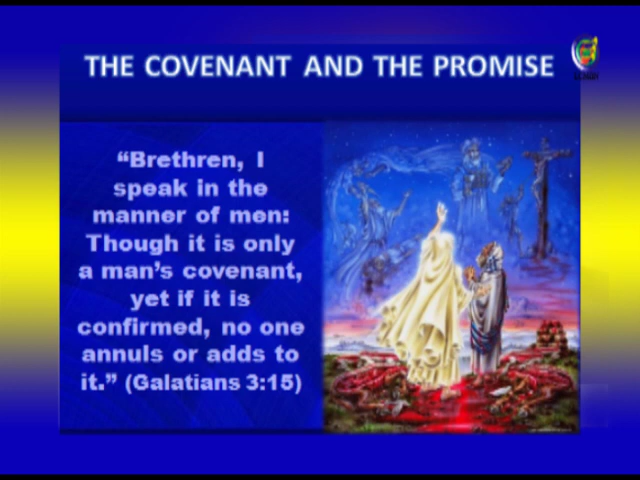 THE COVENANT AND THE PROMISE
“Brethren, I
speak in the
manner of men:
Though it is only
a man’s covenant,
yet if it is
confirmed, no one
annuls or adds to
it.” (Galatians 3:15)